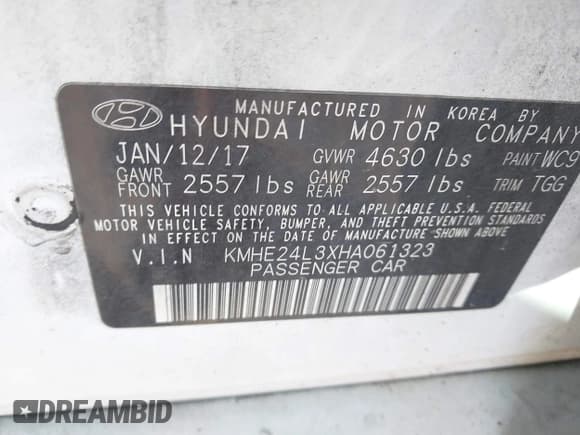 MANUFACTURED IN KOREA BY
HYUNDAI MOTOR COMPANY
JAN/12/17 GVWR 4630 lbs PAINT WC9
GAWR FRONT 2557 lbs GAWR REAR 2557 lbs TRIM TGG
THIS VEHICLE CONFORMS TO ALL APPLICABLE U.S.A. FEDERAL
MOTOR VEHICLE SAFETY, BUMPER, AND THEFT PREVENTION STANDARDS
IN EFFECT ON THE DATE OF MANUFACTURE SHOWN ABOVE.
V.I.N KMHE24L3XHA061323
PASSENGER CAR
DREAMBID